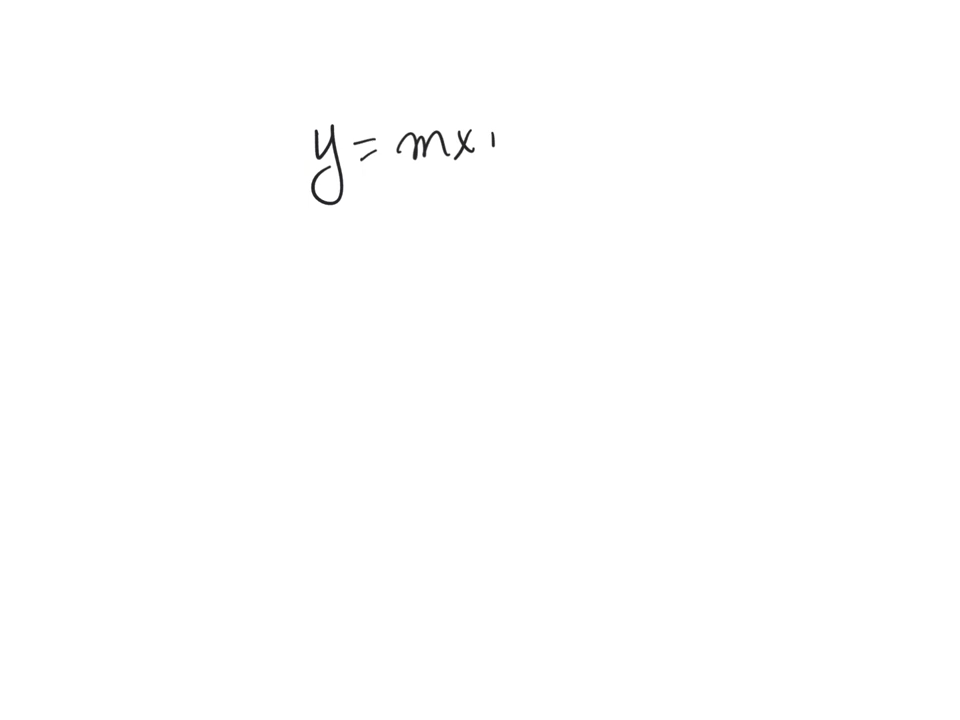 y = mx